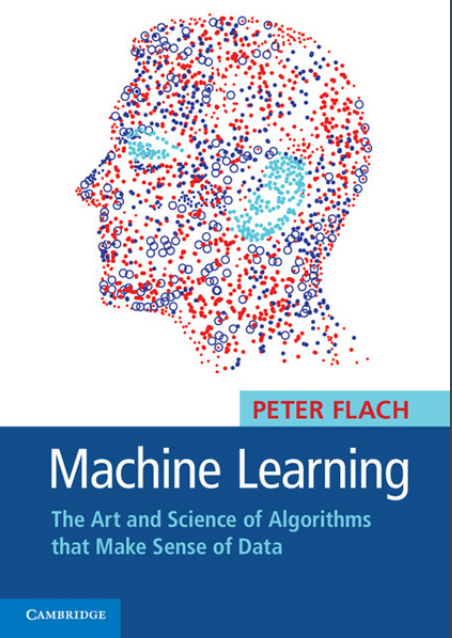 PETER FLACH
Machine Learning
The Art and Science of Algorithms
that Make Sense of Data
CAMBRIDGE